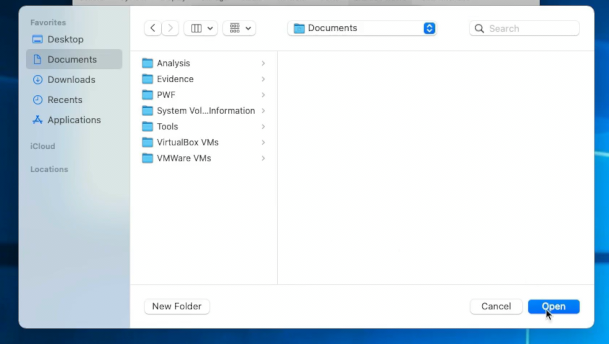 Favorites
Desktop
Documents
Downloads
Recents
Applications
iCloud
Locations
Documents
Search
Analysis
Evidence
PWF
System Vol...Information
Tools
VirtualBox VMs
VMWare VMs
New Folder
Cancel
Open